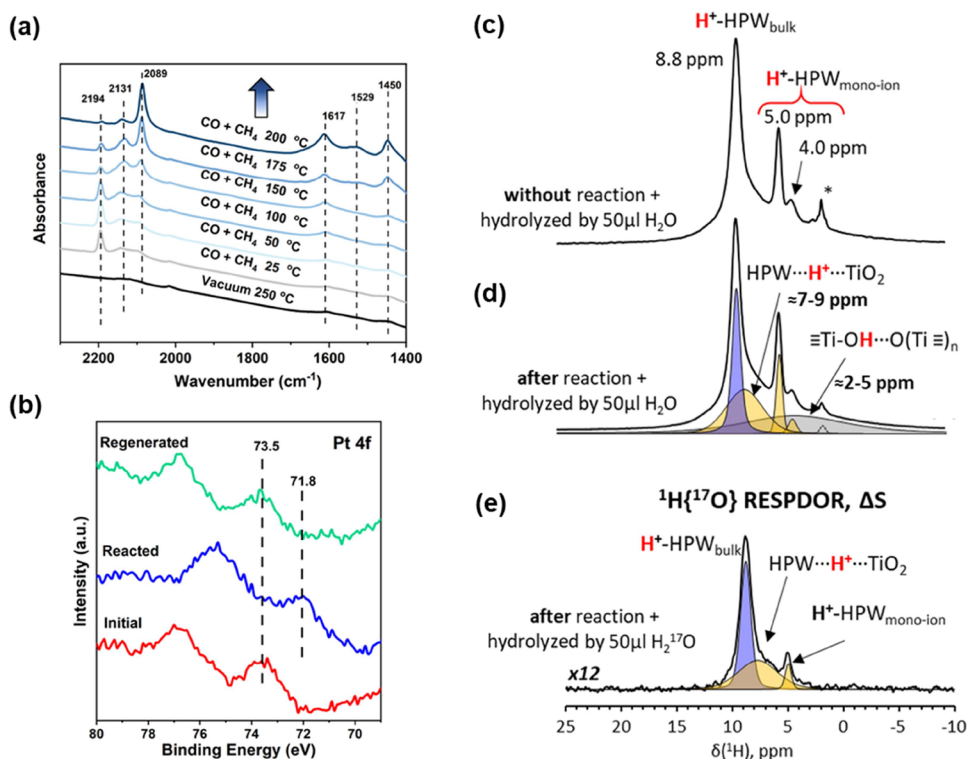 (a)
2194
2131
2089
1617
1529
1450
CO + CH₄ 200 °C
CO + CH₄ 175 °C
CO + CH₄ 150 °C
CO + CH₄ 100 °C
CO + CH₄ 50 °C
CO + CH₄ 25 °C
Vacuum 250 °C
Absorbance
2200 2000 1800 1600 1400
Wavenumber (cm⁻¹)
(b)
Pt 4f
Regenerated
73.5
71.8
Reacted
Initial
Intensity (a.u.)
80 78 76 74 72 70
Binding Energy (eV)
(c)
H⁺-HPWbulk
8.8 ppm
H⁺-HPWmono-ion
5.0 ppm
4.0 ppm
*
without reaction +
hydrolyzed by 50µl H₂O
(d)
HPW···H⁺···TiO₂
≈7-9 ppm
≡Ti-OH···O(Ti ≡)ₙ
≈2-5 ppm
after reaction +
hydrolyzed by 50µl H₂O
(e)
¹H{¹⁷O} RESPDOR, ΔS
H⁺-HPWbulk
HPW···H⁺···TiO₂
H⁺-HPWmono-ion
after reaction +
hydrolyzed by 50µl H₂¹⁷O
x12
25 20 15 10 5 0 -5 -10
δ(¹H), ppm